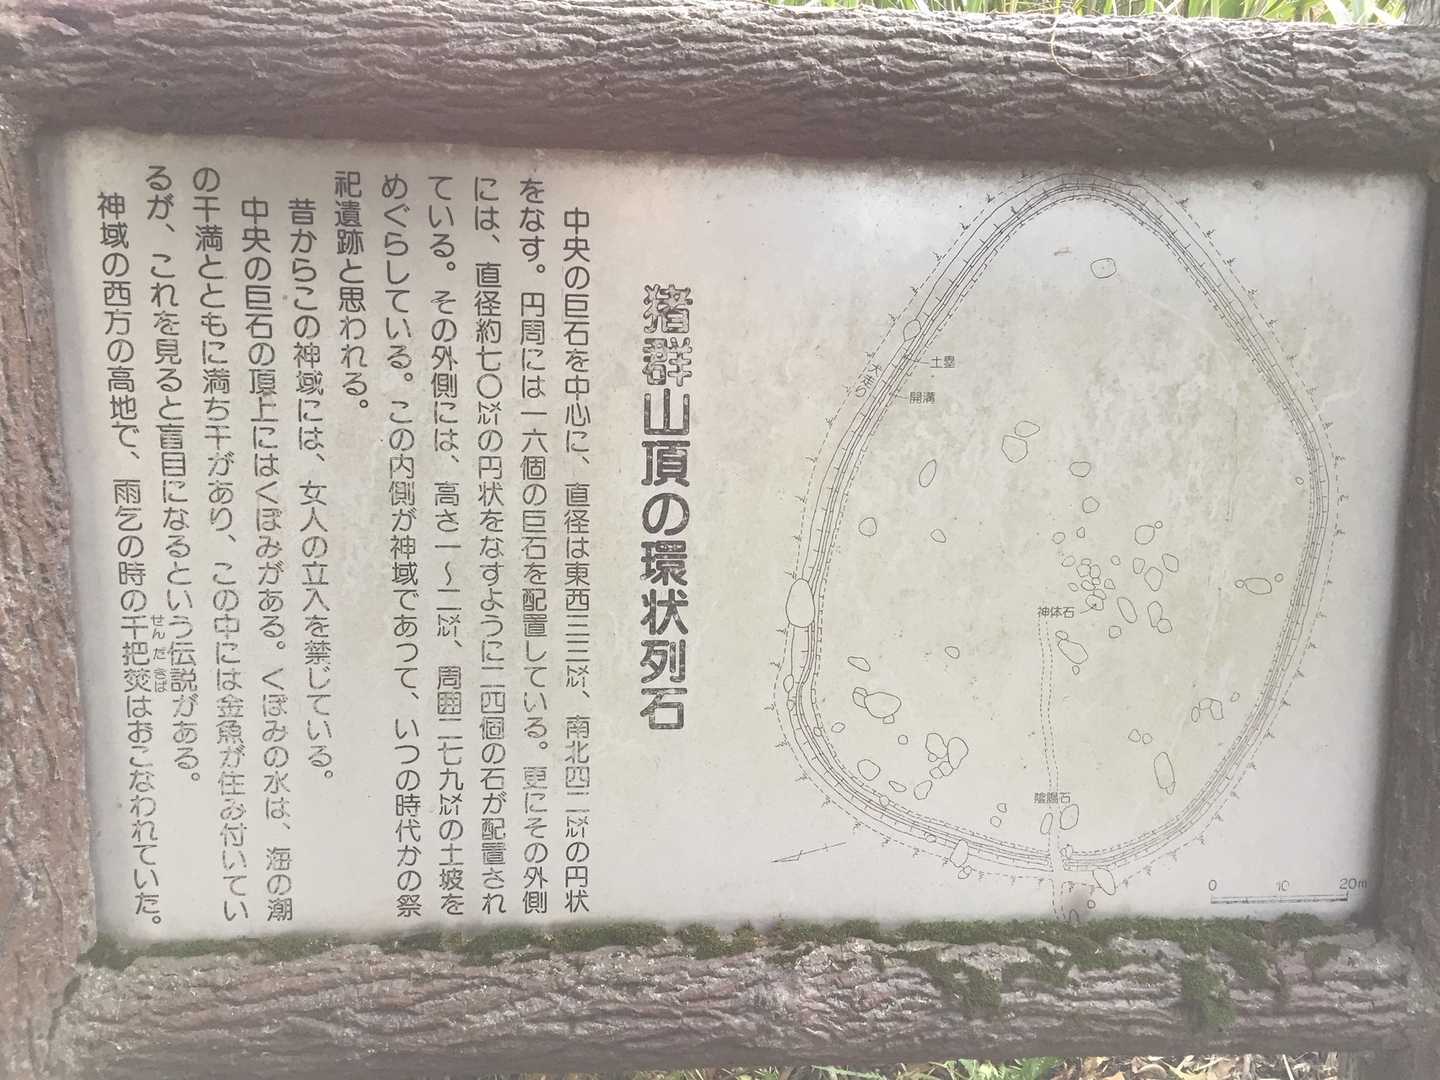 猪群山頂の環状列石
中央の巨石を中心に、直径は東西三三㍍、南北四二㍍の円状
をなす。円周には一六個の巨石を配置している。更にその外側
には、直径約七〇㍍の円状をなすように二四個の石が配置され
ている。その外側には、高さ一〜二㍍、周囲二七九㍍の土坡を
めぐらしている。この内側が神域であつて、いつの時代かの祭
祀遺跡と思われる。
昔からこの神域には、女人の立入を禁じている。
中央の巨石の頂上にはくぼみがある。くぼみの水は、海の潮
の干満とともに満ち干があり、この中には金魚が住み付いてい
るが、これを見ると盲目になるという伝説がある。
神域の西方の高地で、雨乞の時の千把焚はおこなわれていた。
せんだ
土塁
犬走り
開溝
神体石
陰陽石
0 10 20m